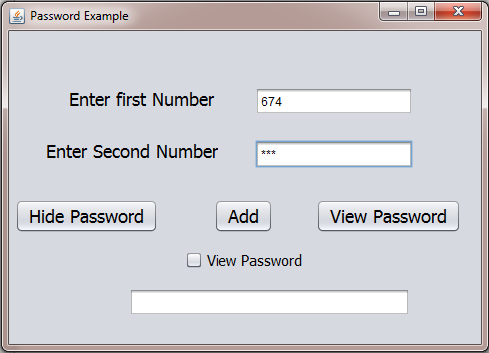 Password Example
Enter first Number 674
Enter Second Number ***
Hide Password Add View Password
View Password